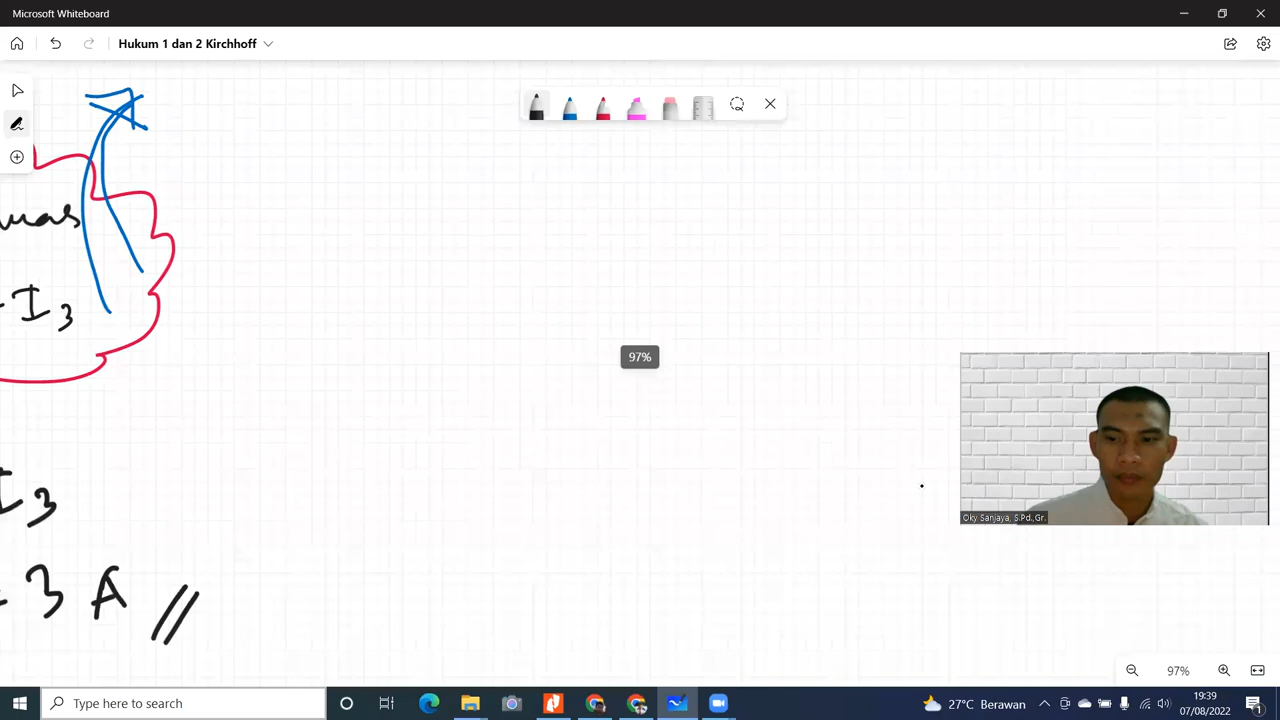 Microsoft Whiteboard
Hukum 1 dan 2 Kirchhoff
I3
97%
I3
3 A //
Oky Sanjaya, S.Pd.,Gr.
97%
Type here to search
27°C Berawan
19:39
07/08/2022
1